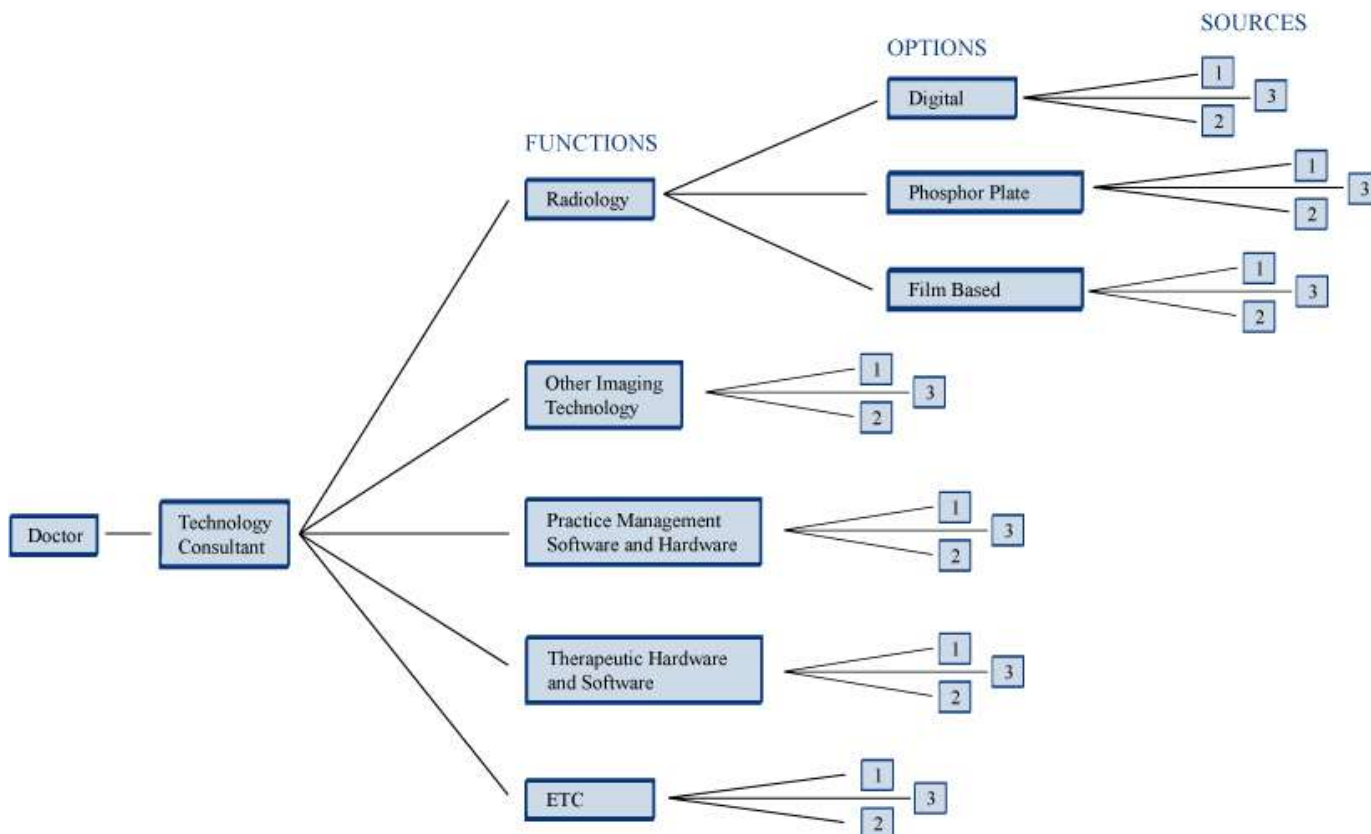 SOURCES
OPTIONS
1
Digital
3
2
FUNCTIONS
1
Radiology
Phosphor Plate
3
2
1
Film Based
3
2
1
Other Imaging
Technology
3
2
1
Doctor
Technology
Consultant
Practice Management
Software and Hardware
3
2
1
Therapeutic Hardware
and Software
3
2
1
ETC
3
2